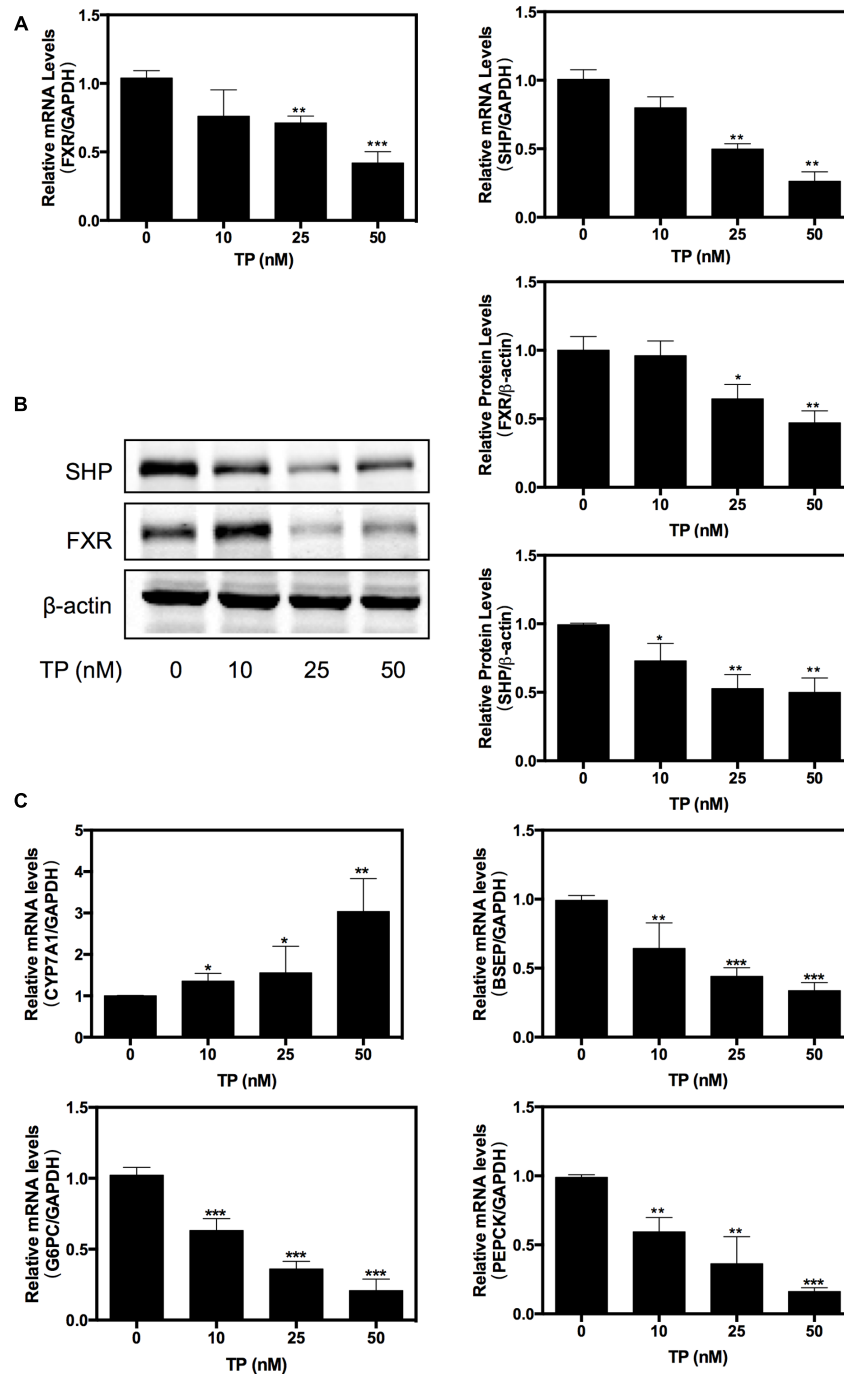 A
Relative mRNA Levels
(FXR/GAPDH)
1.5
1.0
0.5
0.0
**
***
0 10 25 50
TP (nM)
Relative mRNA Levels
(SHP/GAPDH)
1.5
1.0
0.5
0.0
**
**
0 10 25 50
TP (nM)
Relative Protein Levels
(FXR/β-actin)
1.5
1.0
0.5
0.0
*
**
0 10 25 50
TP (nM)
B
SHP
FXR
β-actin
TP (nM) 0 10 25 50
Relative Protein Levels
(SHP/β-actin)
1.5
1.0
0.5
0.0
*
**
**
0 10 25 50
TP (nM)
C
Relative mRNA levels
(CYP7A1/GAPDH)
5
4
3
2
1
0
*
*
**
0 10 25 50
TP (nM)
Relative mRNA levels
(BSEP/GAPDH)
1.5
1.0
0.5
0.0
**
***
***
0 10 25 50
TP (nM)
Relative mRNA levels
(G6PC/GAPDH)
1.5
1.0
0.5
0.0
***
***
***
0 10 25 50
TP (nM)
Relative mRNA levels
(PEPCK/GAPDH)
1.5
1.0
0.5
0.0
**
**
***
0 10 25 50
TP (nM)